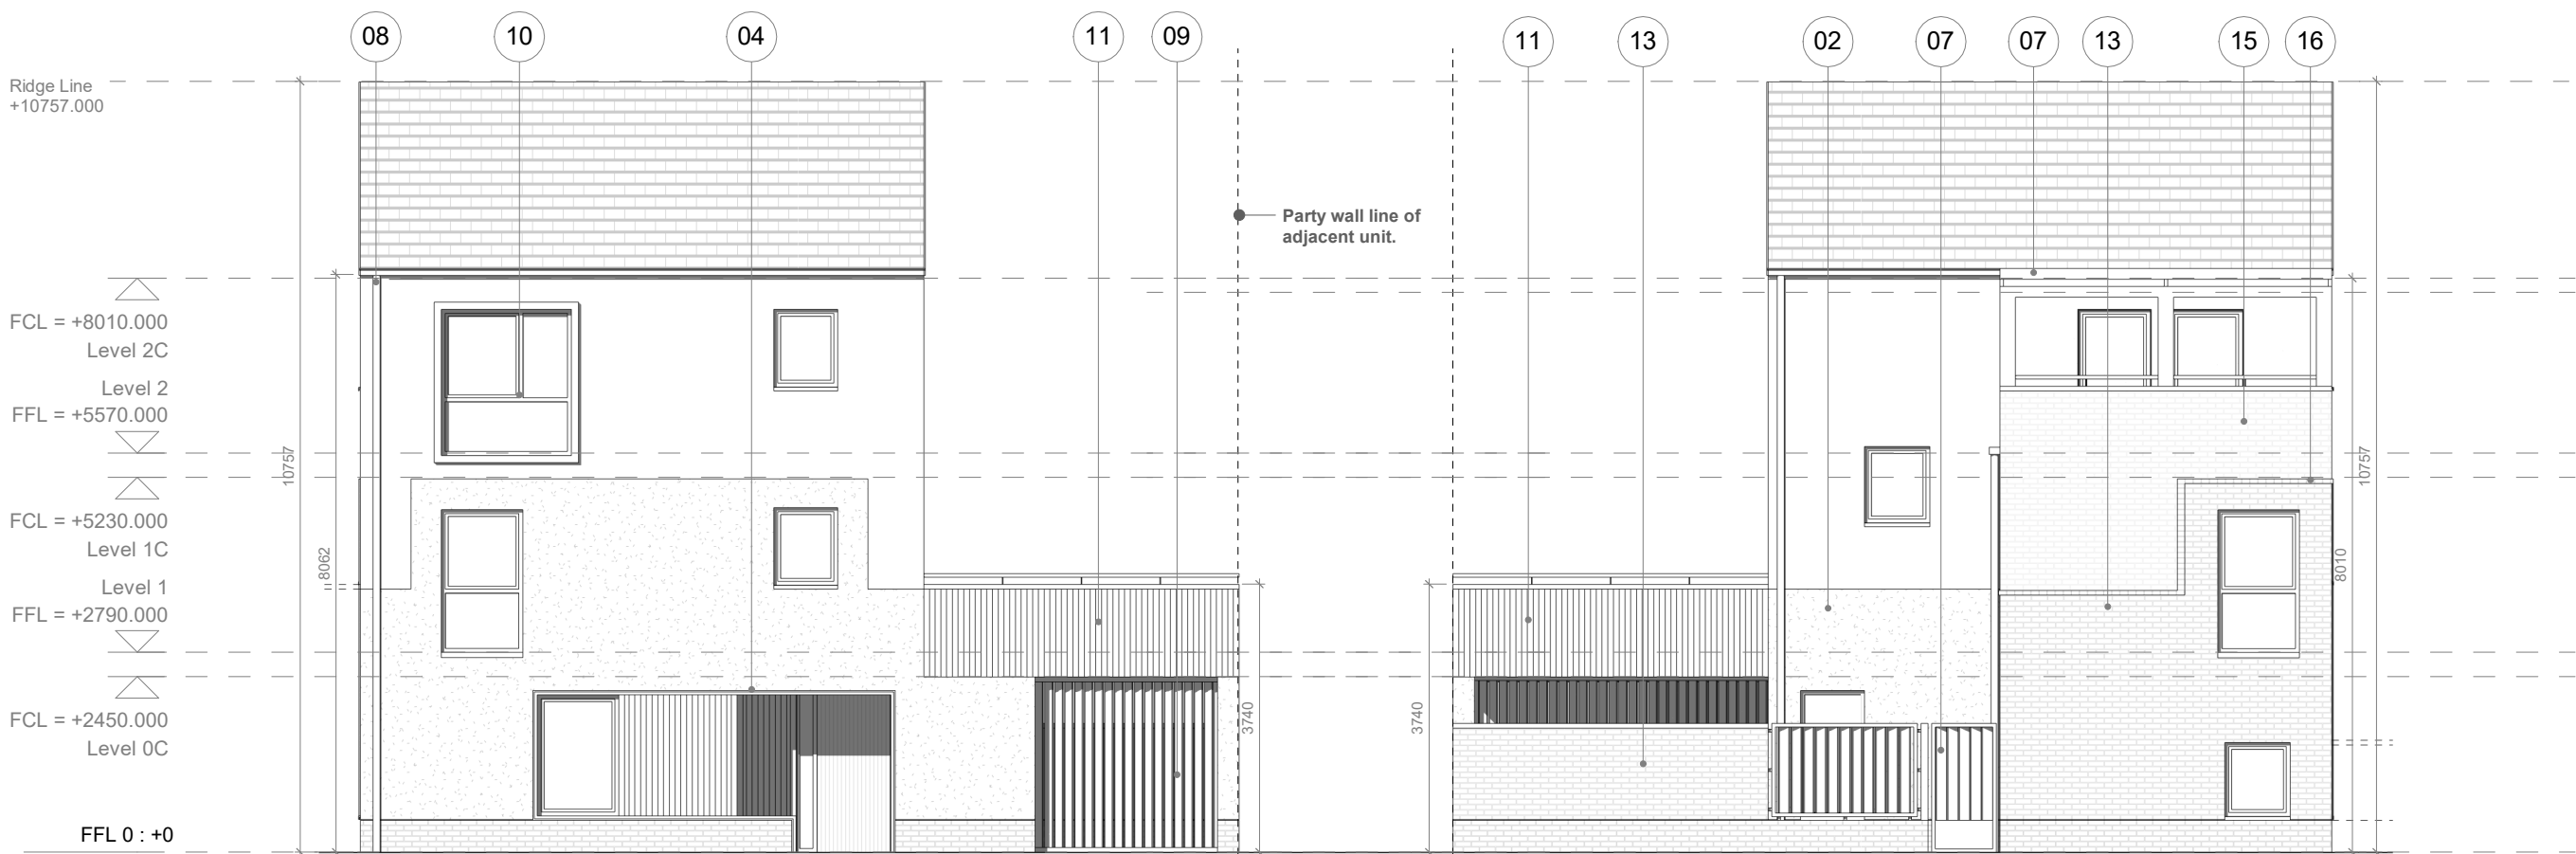 08 10 04 11 09 11 13 02 07 07 13 15 16
Ridge Line
+10757.000
Party wall line of
adjacent unit.
FCL = +8010.000
Level 2C
Level 2
FFL = +5570.000
FCL = +5230.000
Level 1C
Level 1
FFL = +2790.000
FCL = +2450.000
Level 0C
FFL 0 : +0
10757
8062
3740
3740
8010
10757